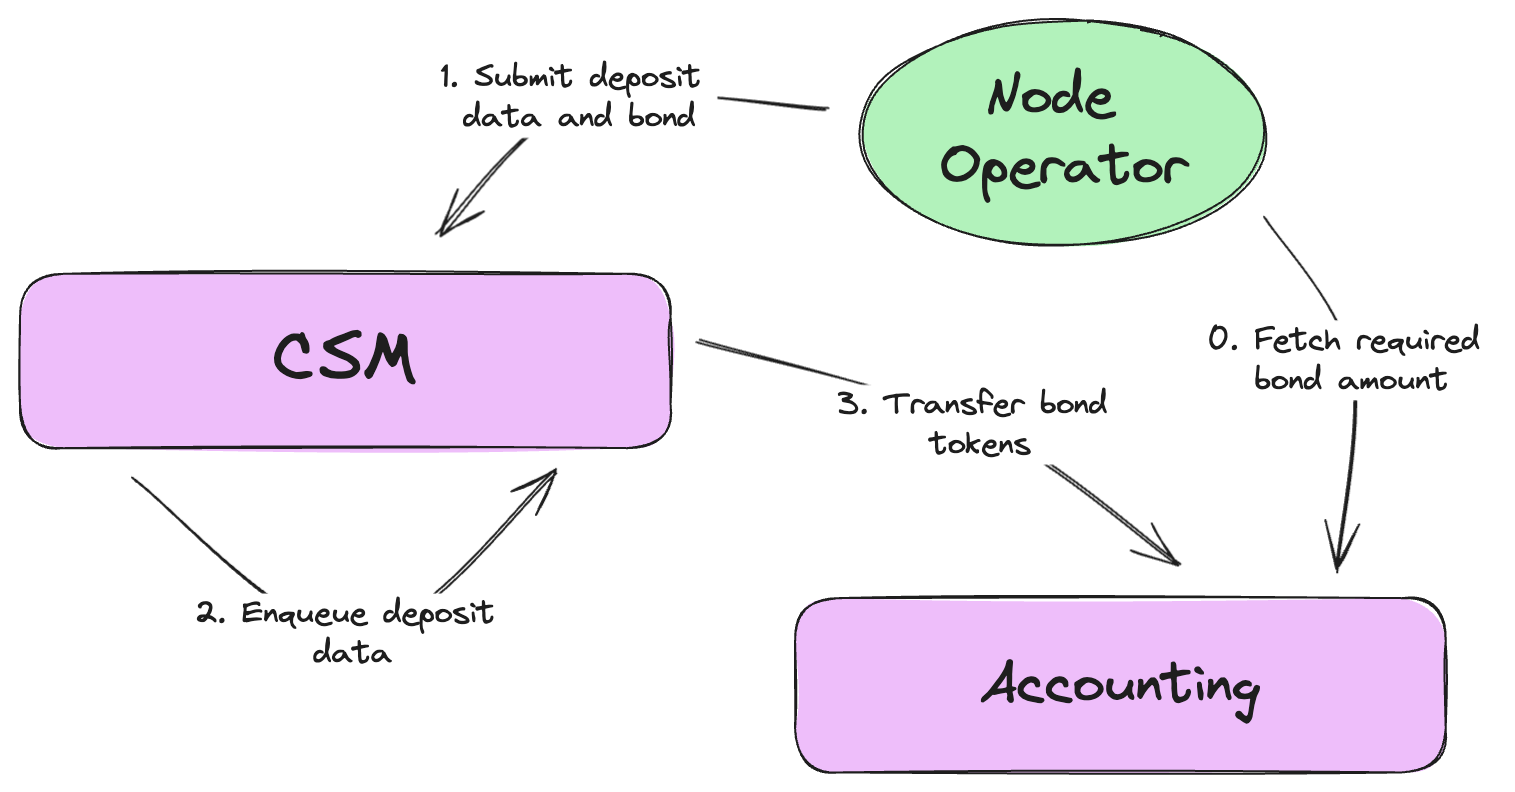 1. Submit deposit
data and bond
Node
Operator
CSM
0. Fetch required
bond amount
3. Transfer bond
tokens
2. Enqueue deposit
data
Accounting